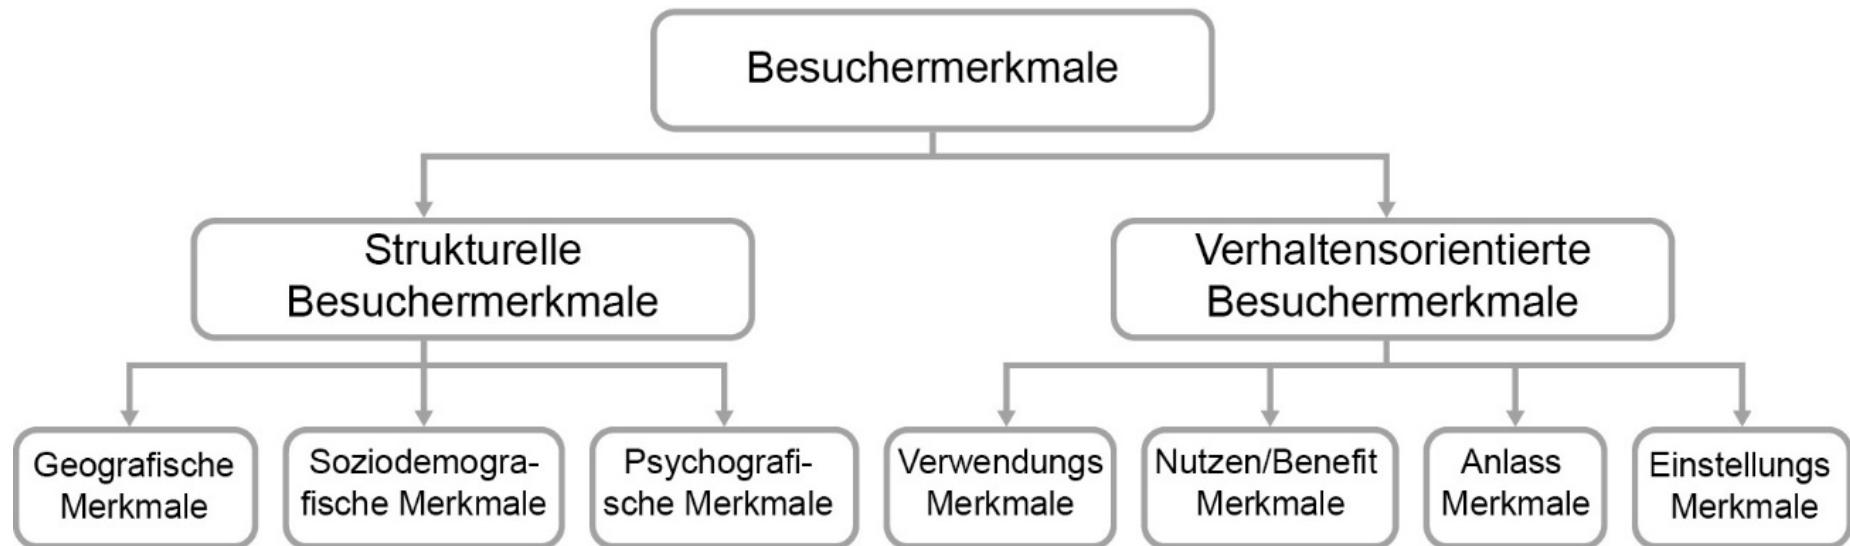 Besuchermerkmale
Strukturelle
Besuchermerkmale
Verhaltensorientierte
Besuchermerkmale
Geografische
Merkmale
Soziodemogra-
fische Merkmale
Psychografi-
sche Merkmale
Verwendungs
Merkmale
Nutzen/Benefit
Merkmale
Anlass
Merkmale
Einstellungs
Merkmale